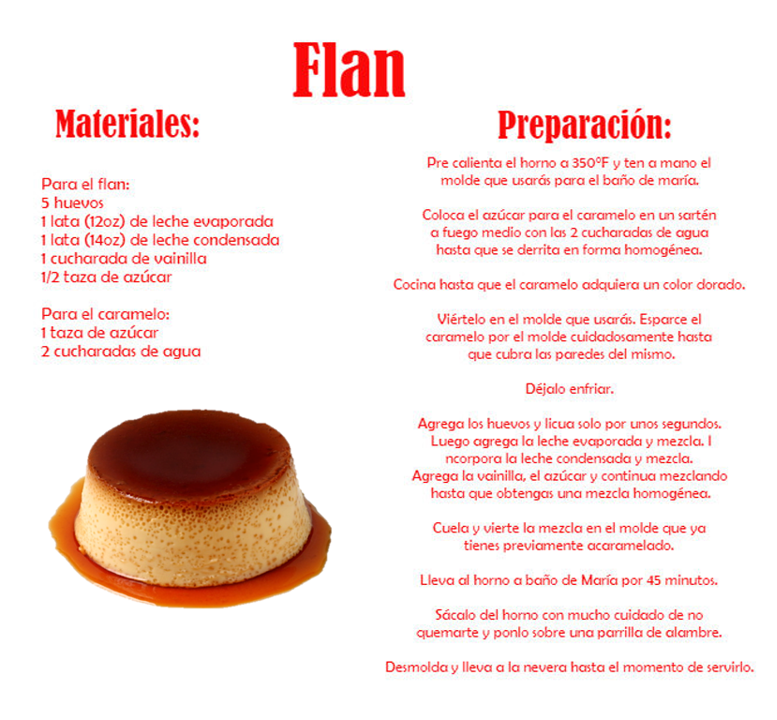 Flan
Materiales:
Para el flan:
5 huevos
1 lata (12oz) de leche evaporada
1 lata (14oz) de leche condensada
1 cucharada de vainilla
1/2 taza de azúcar
Para el caramelo:
1 taza de azúcar
2 cucharadas de agua
Preparación:
Pre calienta el horno a 350°F y ten a mano el
molde que usarás para el baño de maría.
Coloca el azúcar para el caramelo en un sartén
a fuego medio con las 2 cucharadas de agua
hasta que se derrita en forma homogénea.
Cocina hasta que el caramelo adquiera un color dorado.
Viértelo en el molde que usarás. Esparce el
caramelo por el molde cuidadosamente hasta
que cubra las paredes del mismo.
Déjalo enfriar.
Agrega los huevos y licua solo por unos segundos.
Luego agrega la leche evaporada y mezcla. I
ncorpora la leche condensada y mezcla.
Agrega la vainilla, el azúcar y continua mezclando
hasta que obtengas una mezcla homogénea.
Cuela y vierte la mezcla en el molde que ya
tienes previamente acaramelado.
Lleva al horno a baño de María por 45 minutos.
Sácalo del horno con mucho cuidado de no
quemarte y ponlo sobre una parrilla de alambre.
Desmolda y lleva a la nevera hasta el momento de servirlo.